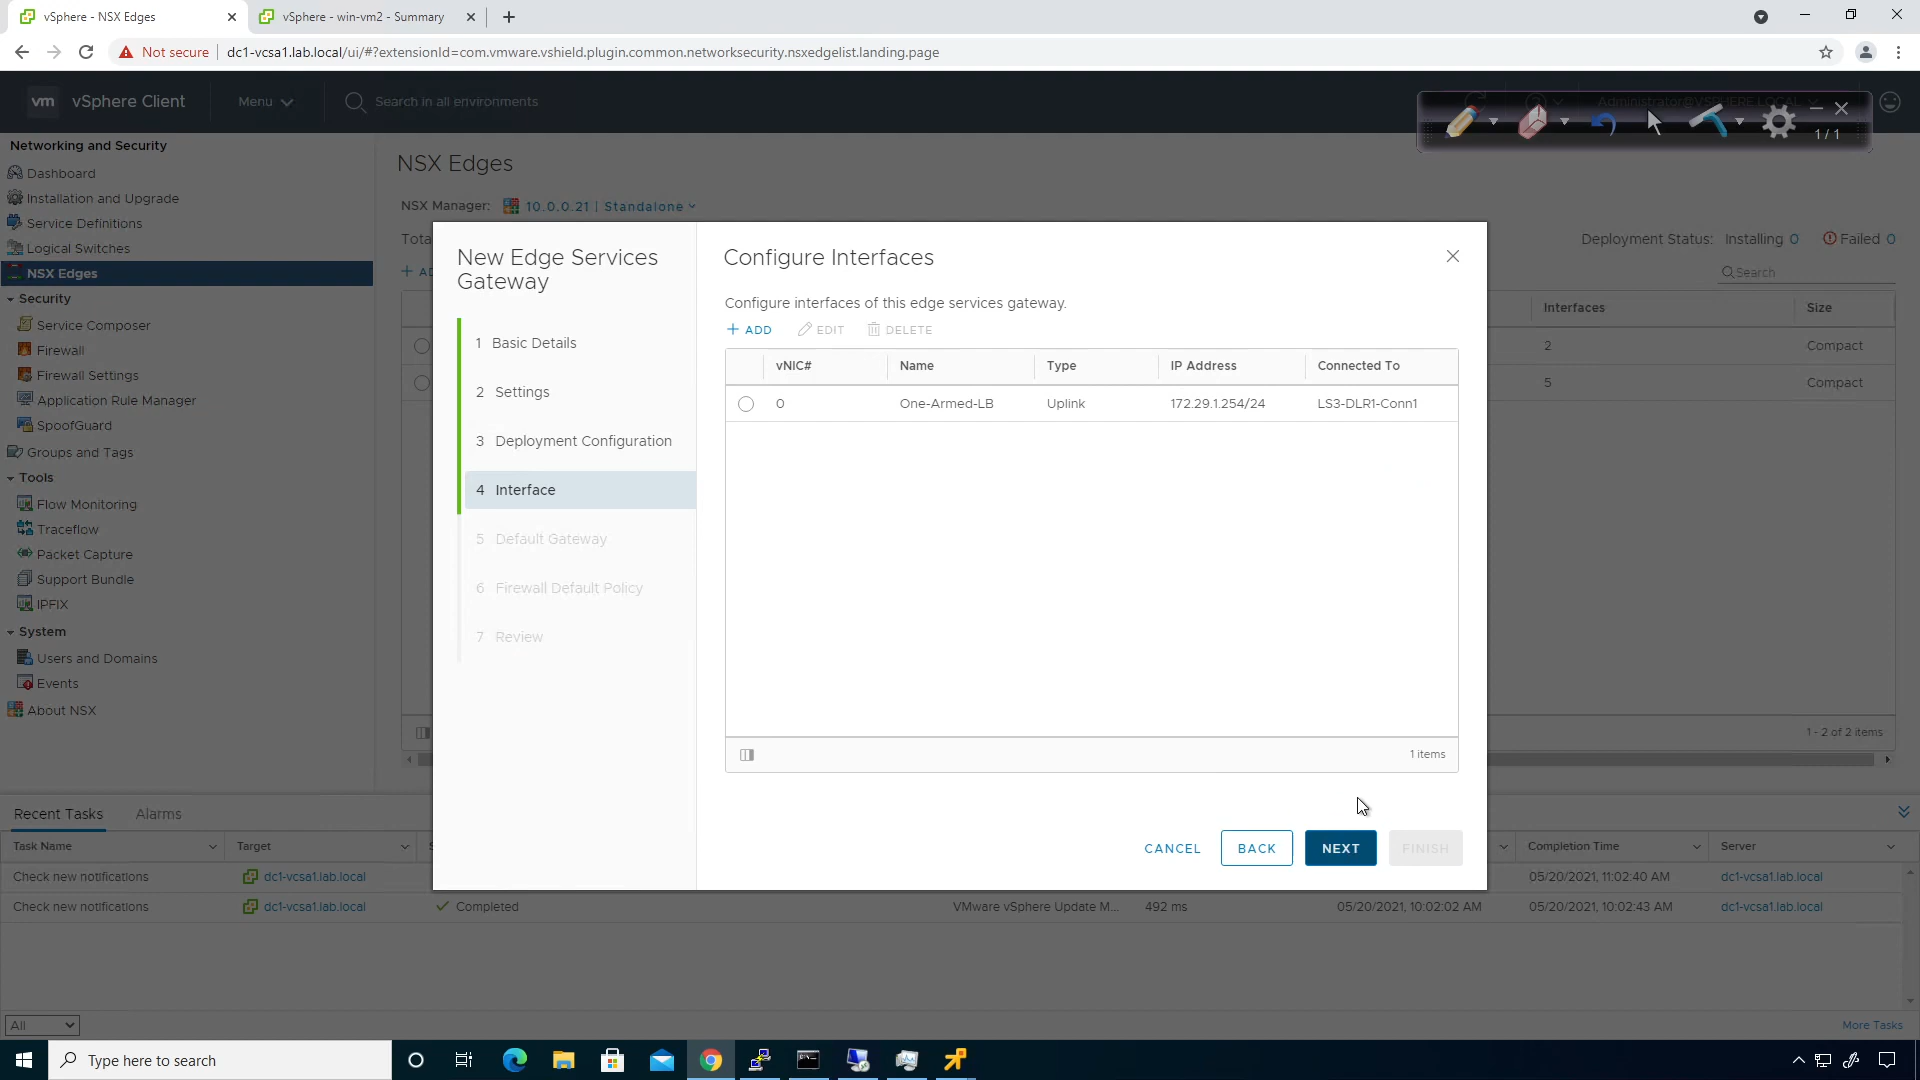 vSphere - NSX Edges
vSphere - win-vm2 - Summary
Not secure
dc1-vcsa1.lab.local/ui/#?extensionId=com.vmware.vshield.plugin.common.networksecurity.nsxedgelist.landing.page
vm
vSphere Client
Menu
Search in all environments
Administrator@VSPHERE.LOCAL
1 / 1
Networking and Security
Dashboard
Installation and Upgrade
Service Definitions
Logical Switches
NSX Edges
Security
Service Composer
Firewall
Firewall Settings
Application Rule Manager
SpoofGuard
Groups and Tags
Tools
Flow Monitoring
Traceflow
Packet Capture
Support Bundle
IPFIX
System
Users and Domains
Events
About NSX
NSX Edges
NSX Manager: 10.0.0.21 | Standalone
Deployment Status: Installing 0 Failed 0
Search
Interfaces Size
2 Compact
5 Compact
1 - 2 of 2 items
New Edge Services
Gateway
1 Basic Details
2 Settings
3 Deployment Configuration
4 Interface
5 Default Gateway
6 Firewall Default Policy
7 Review
Configure Interfaces
Configure interfaces of this edge services gateway.
+ ADD EDIT DELETE
vNIC# Name Type IP Address Connected To
0 One-Armed-LB Uplink 172.29.1.254/24 LS3-DLR1-Conn1
1 items
CANCEL BACK NEXT FINISH
Recent Tasks Alarms
Task Name Target Completion Time Server
Check new notifications dc1-vcsa1.lab.local 05/20/2021, 11:02:40 AM dc1-vcsa1.lab.local
Check new notifications dc1-vcsa1.lab.local Completed VMware vSphere Update M... 492 ms 05/20/2021, 10:02:02 AM 05/20/2021, 10:02:43 AM dc1-vcsa1.lab.local
All
More Tasks
Type here to search